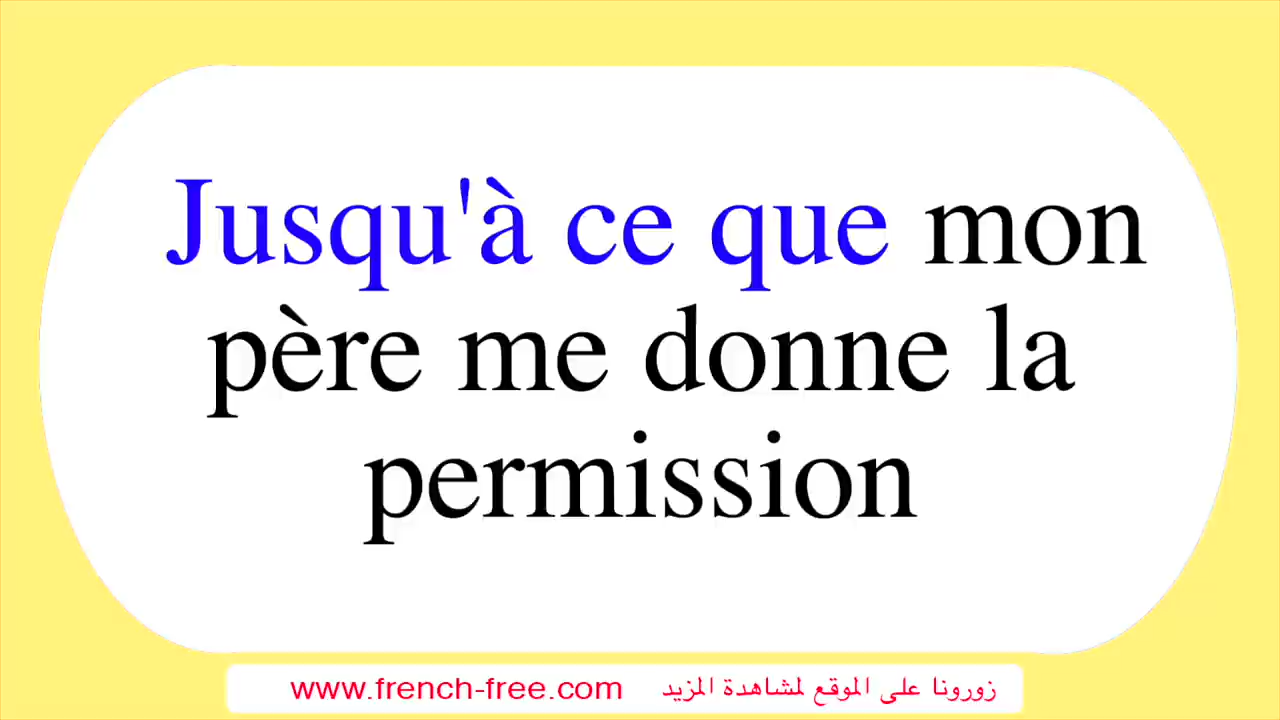 Jusqu'à ce que mon
père me donne la
permission
www.french-free.com زورونا على الموقع لمشاهدة المزيد